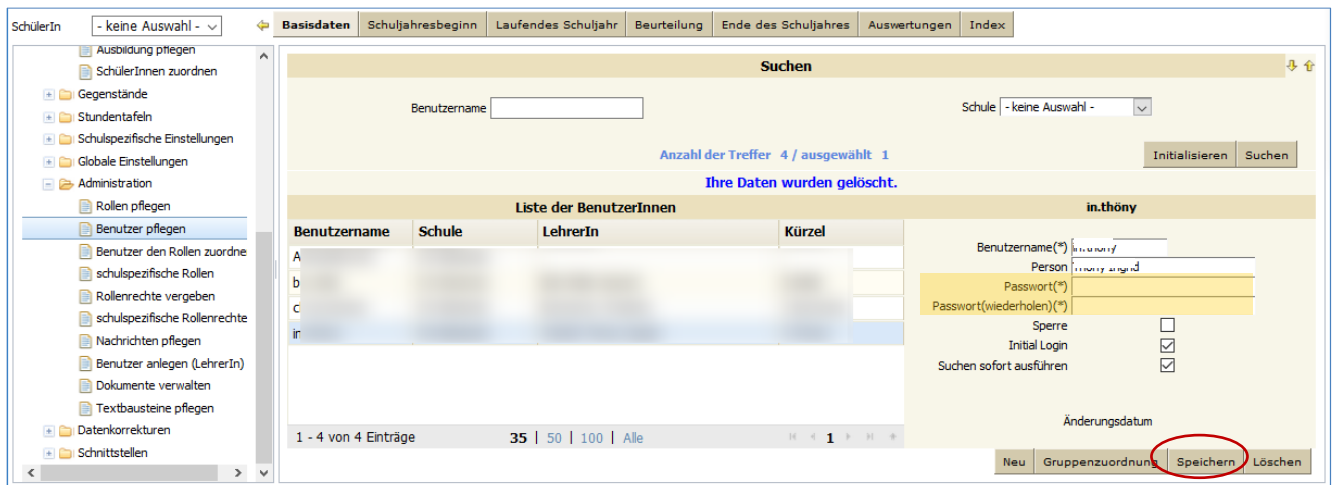 SchülerIn - keine Auswahl - Basisdaten Schuljahresbeginn Laufendes Schuljahr Beurteilung Ende des Schuljahres Auswertungen Index
Ausbildung pflegen
SchülerInnen zuordnen
Gegenstände
Stundentafeln
Schulspezifische Einstellungen
Globale Einstellungen
Administration
Rollen pflegen
Benutzer pflegen
Benutzer den Rollen zuordne
schulspezifische Rollen
Rollenrechte vergeben
schulspezifische Rollenrechte
Nachrichten pflegen
Benutzer anlegen (LehrerIn)
Dokumente verwalten
Textbausteine pflegen
Datenkorrekturen
Schnittstellen
Suchen
Benutzername Schule - keine Auswahl -
Anzahl der Treffer 4 / ausgewählt 1
Initialisieren Suchen
Ihre Daten wurden gelöscht.
Liste der BenutzerInnen
Benutzername Schule LehrerIn Kürzel
A
b
c
in
1 - 4 von 4 Einträge 35 | 50 | 100 | Alle 1
in.thöny
Benutzername(*)
Person
Passwort(*)
Passwort(wiederholen)(*)
Sperre
Initial Login
Suchen sofort ausführen
Änderungsdatum
Neu Gruppenzuordnung Speichern Löschen